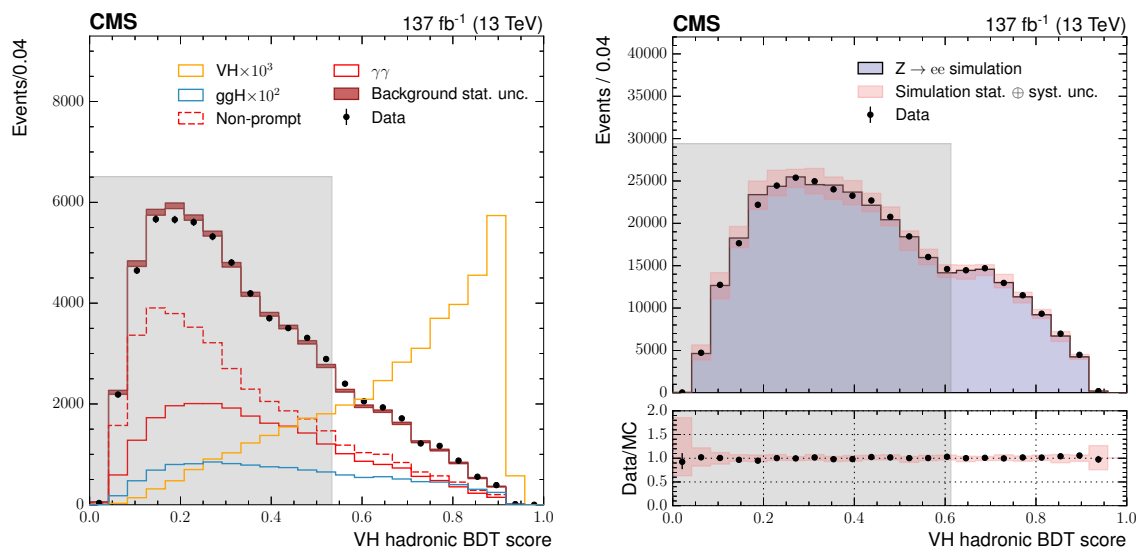 CMS 137 fb⁻¹ (13 TeV)
Events/0.04
VH×10³
ggH×10²
Non-prompt
γγ
Background stat. unc.
Data
9000
8000
6000
4000
2000
0
0.0 0.2 0.4 0.6 0.8 1.0
VH hadronic BDT score
CMS 137 fb⁻¹ (13 TeV)
Events / 0.04
Z → ee simulation
Simulation stat. ⊕ syst. unc.
Data
40000
35000
30000
25000
20000
15000
10000
5000
0
Data/MC
2.0
1.5
1.0
0.5
0.0
0.0 0.2 0.4 0.6 0.8 1.0
VH hadronic BDT score